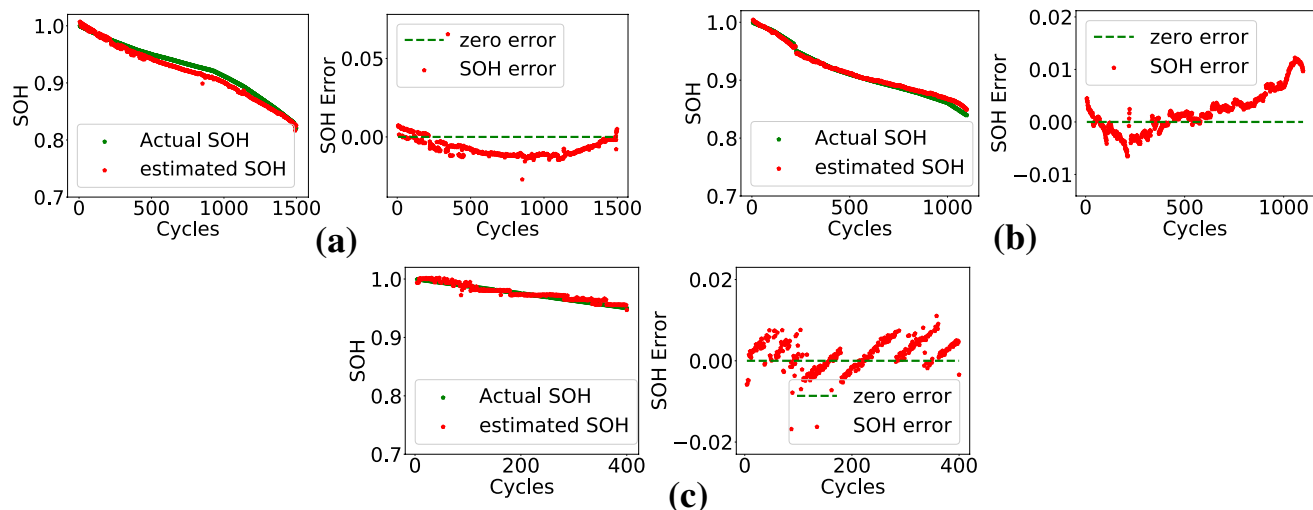 1.0
0.9
0.8
0.7
SOH
Actual SOH
estimated SOH
0 500 1000 1500
Cycles
0.05
0.00
SOH Error
zero error
SOH error
0 500 1000 1500
Cycles
(a)
1.0
0.9
0.8
0.7
SOH
Actual SOH
estimated SOH
0 500 1000
Cycles
0.02
0.01
0.00
−0.01
SOH Error
zero error
SOH error
0 500 1000
Cycles
(b)
1.0
0.9
0.8
0.7
SOH
Actual SOH
estimated SOH
0 200 400
Cycles
0.02
0.00
−0.02
SOH Error
zero error
SOH error
0 200 400
Cycles
(c)